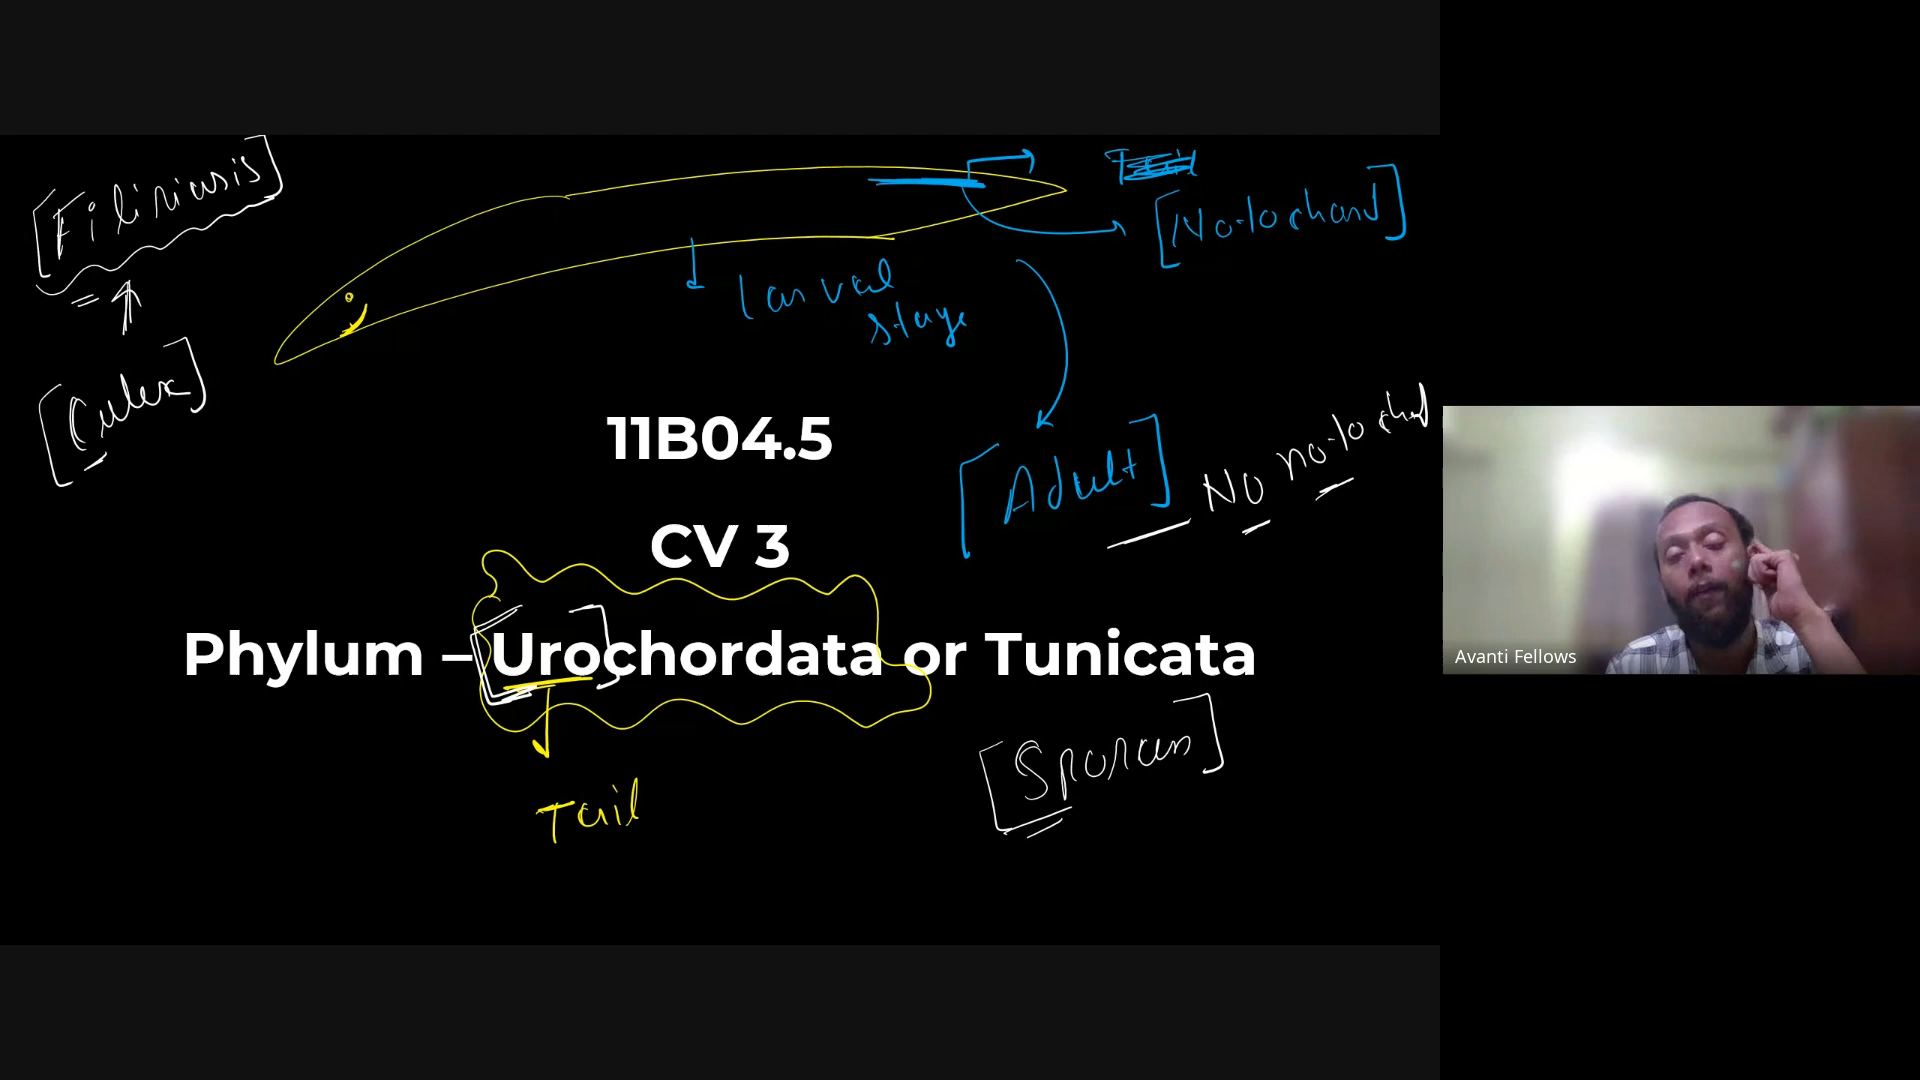 [Filiriasis]
[Culex]
[Notochord]
larval
stage
[Adult] No notochord
11B04.5
CV 3
Phylum – Urochordata or Tunicata
Tail
Avanti Fellows